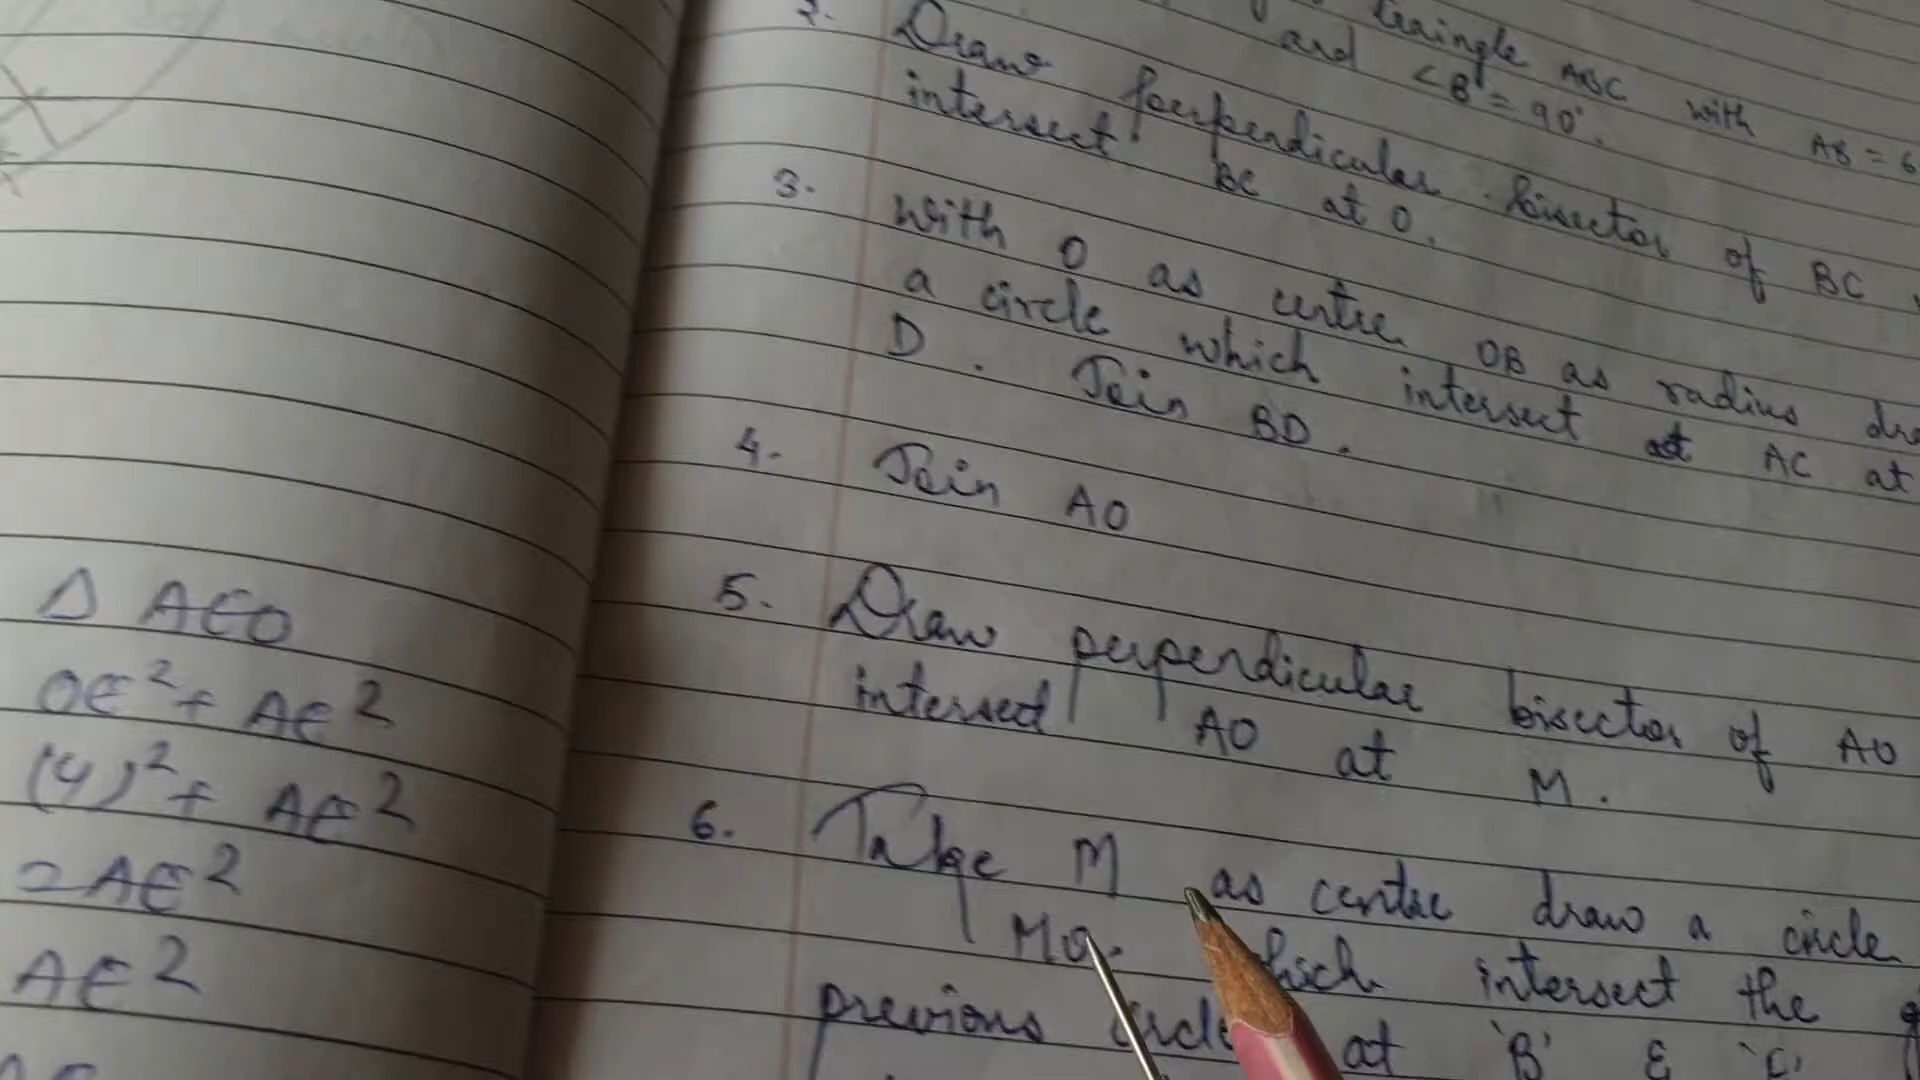 traingle ABC with AB = 6
and ∠B = 90°.
2. Draw perpendicular bisector of BC
intersect BC at O.
3. with O as centre OB as radius
a circle which intersect at AC at
D. Join BD.
4. Join AO
5. Draw perpendicular bisector of AO
intersect AO at M.
6. Take M as centre draw a circle
MO. which intersect the
previous circle at 'B' & 'E'
Δ AEO
OE² + AE²
(4)² + AE²
= AE²
AE²